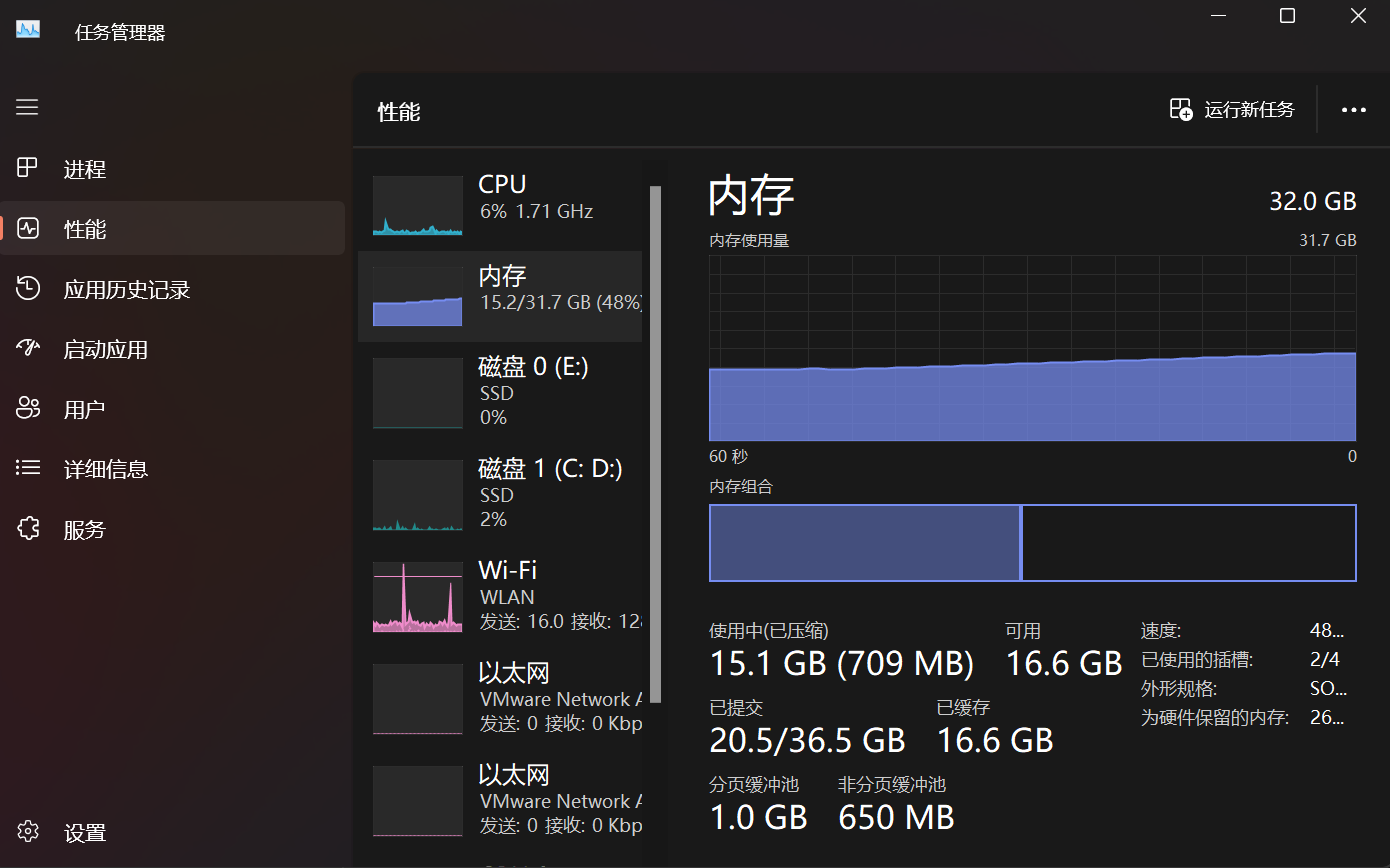 任务管理器
进程
性能
应用历史记录
启动应用
用户
详细信息
服务
设置
性能
运行新任务
CPU
6% 1.71 GHz
内存
15.2/31.7 GB (48%)
磁盘 0 (E:)
SSD
0%
磁盘 1 (C: D:)
SSD
2%
Wi-Fi
WLAN
发送: 16.0 接收: 12
以太网
VMware Network A
发送: 0 接收: 0 Kbp
以太网
VMware Network A
发送: 0 接收: 0 Kbp
内存
32.0 GB
内存使用量
31.7 GB
60 秒
0
内存组合
使用中(已压缩)
15.1 GB (709 MB)
可用
16.6 GB
已提交
20.5/36.5 GB
已缓存
16.6 GB
分页缓冲池
1.0 GB
非分页缓冲池
650 MB
速度: 48...
已使用的插槽: 2/4
外形规格: SO...
为硬件保留的内存: 26...